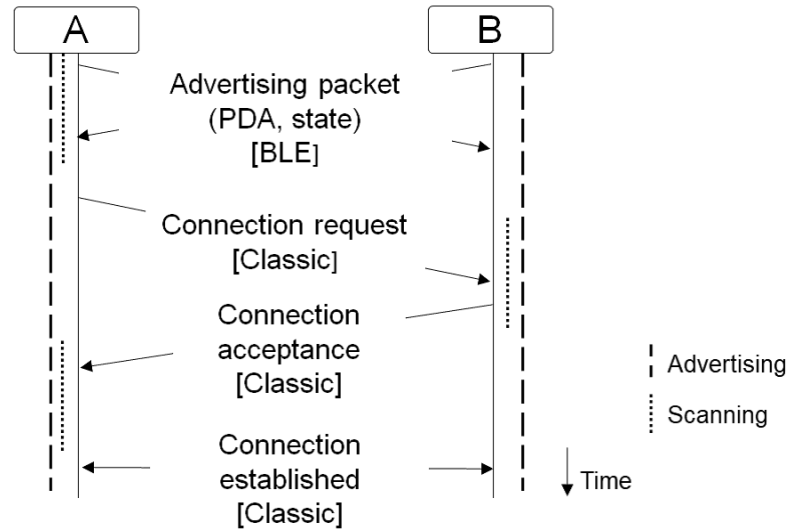 A
B
Advertising packet
(PDA, state)
[BLE]
Connection request
[Classic]
Connection
acceptance
[Classic]
Connection
established
[Classic]
Advertising
Scanning
Time